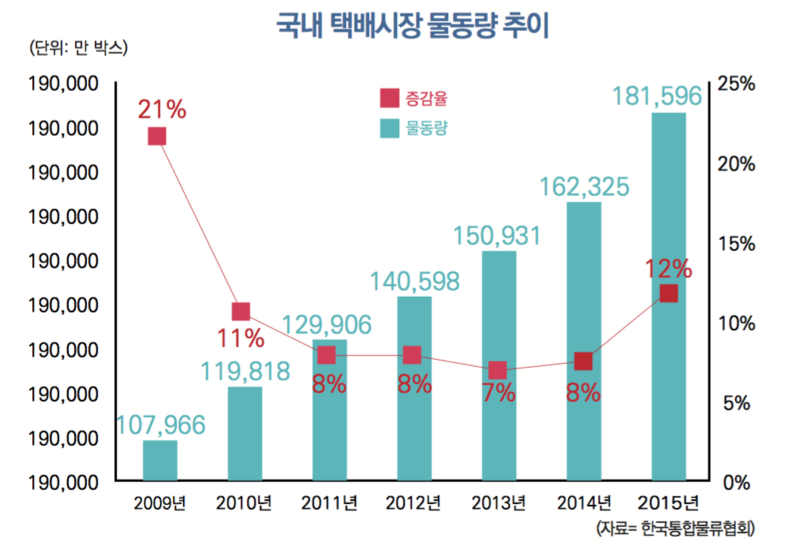 국내 택배시장 물동량 추이
(단위: 만 박스)
증감율
물동량
190,000
190,000
190,000
190,000
190,000
190,000
190,000
190,000
190,000
190,000
25%
20%
15%
10%
5%
0%
21%
11%
8%
8%
7%
8%
12%
107,966
119,818
129,906
140,598
150,931
162,325
181,596
2009년
2010년
2011년
2012년
2013년
2014년
2015년
(자료= 한국통합물류협회)